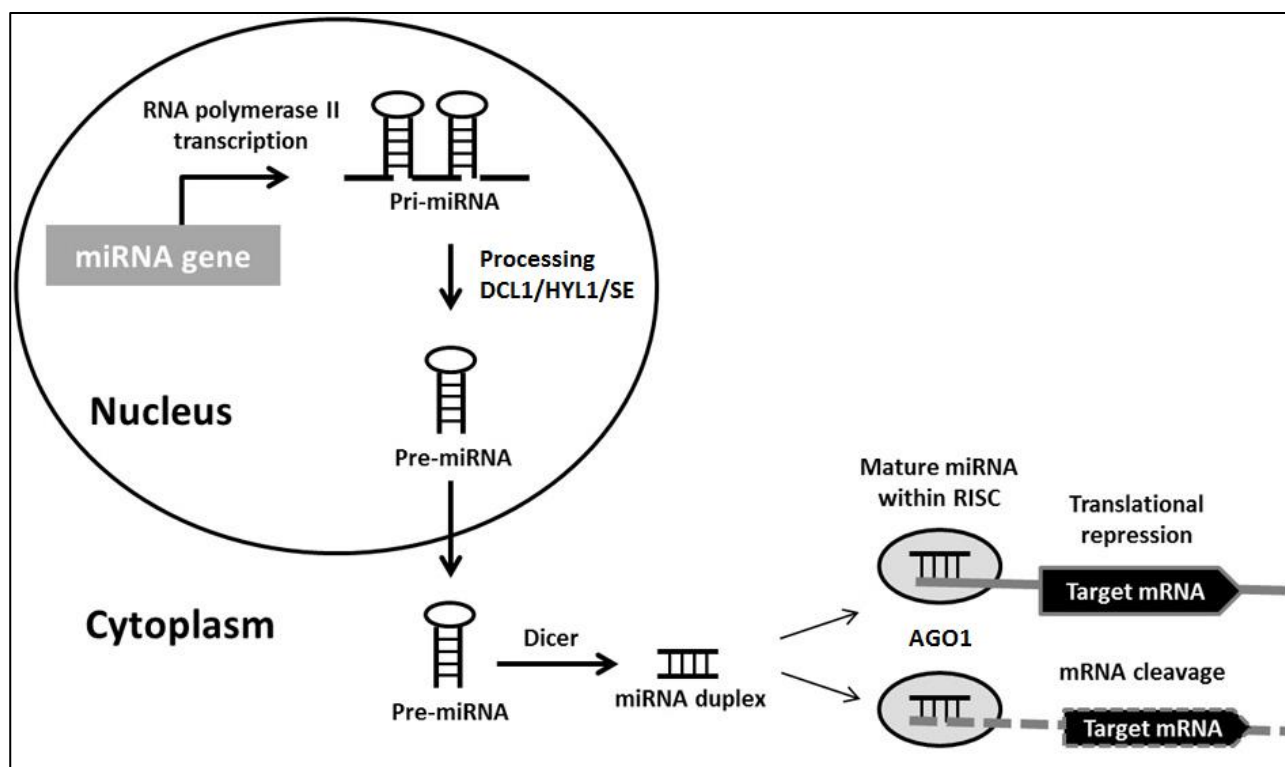 RNA polymerase II
transcription
miRNA gene
Pri-miRNA
Processing
DCL1/HYL1/SE
Nucleus
Pre-miRNA
Cytoplasm
Pre-miRNA
Dicer
miRNA duplex
Mature miRNA
within RISC
Translational
repression
Target mRNA
AGO1
mRNA cleavage
Target mRNA